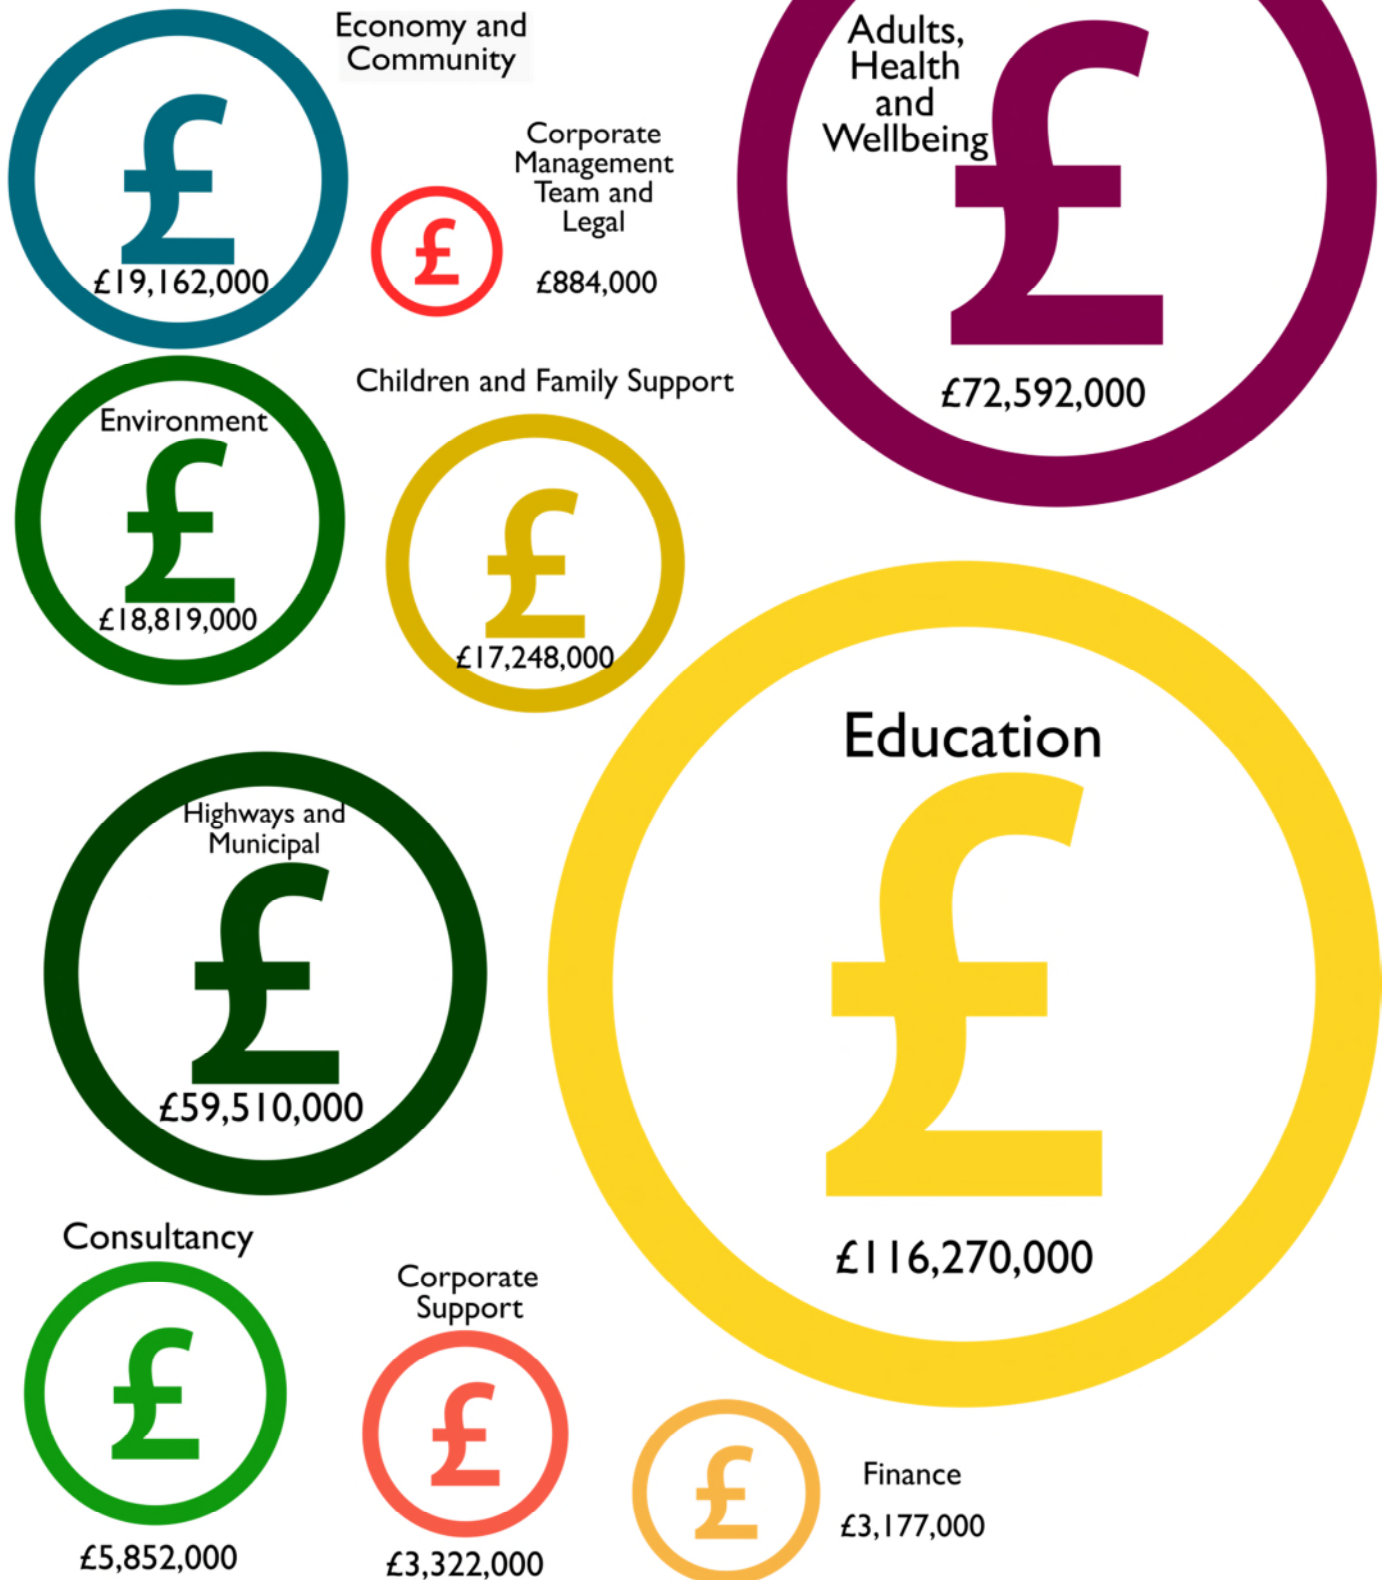 Economy and
Community
£
£19,162,000
Corporate
Management
Team and
Legal
£
£884,000
Adults,
Health
and
Wellbeing
£
£72,592,000
Environment
£
£18,819,000
Children and Family Support
£
£17,248,000
Education
£
£116,270,000
Highways and
Municipal
£
£59,510,000
Consultancy
£
£5,852,000
Corporate
Support
£
£3,322,000
£
Finance
£3,177,000